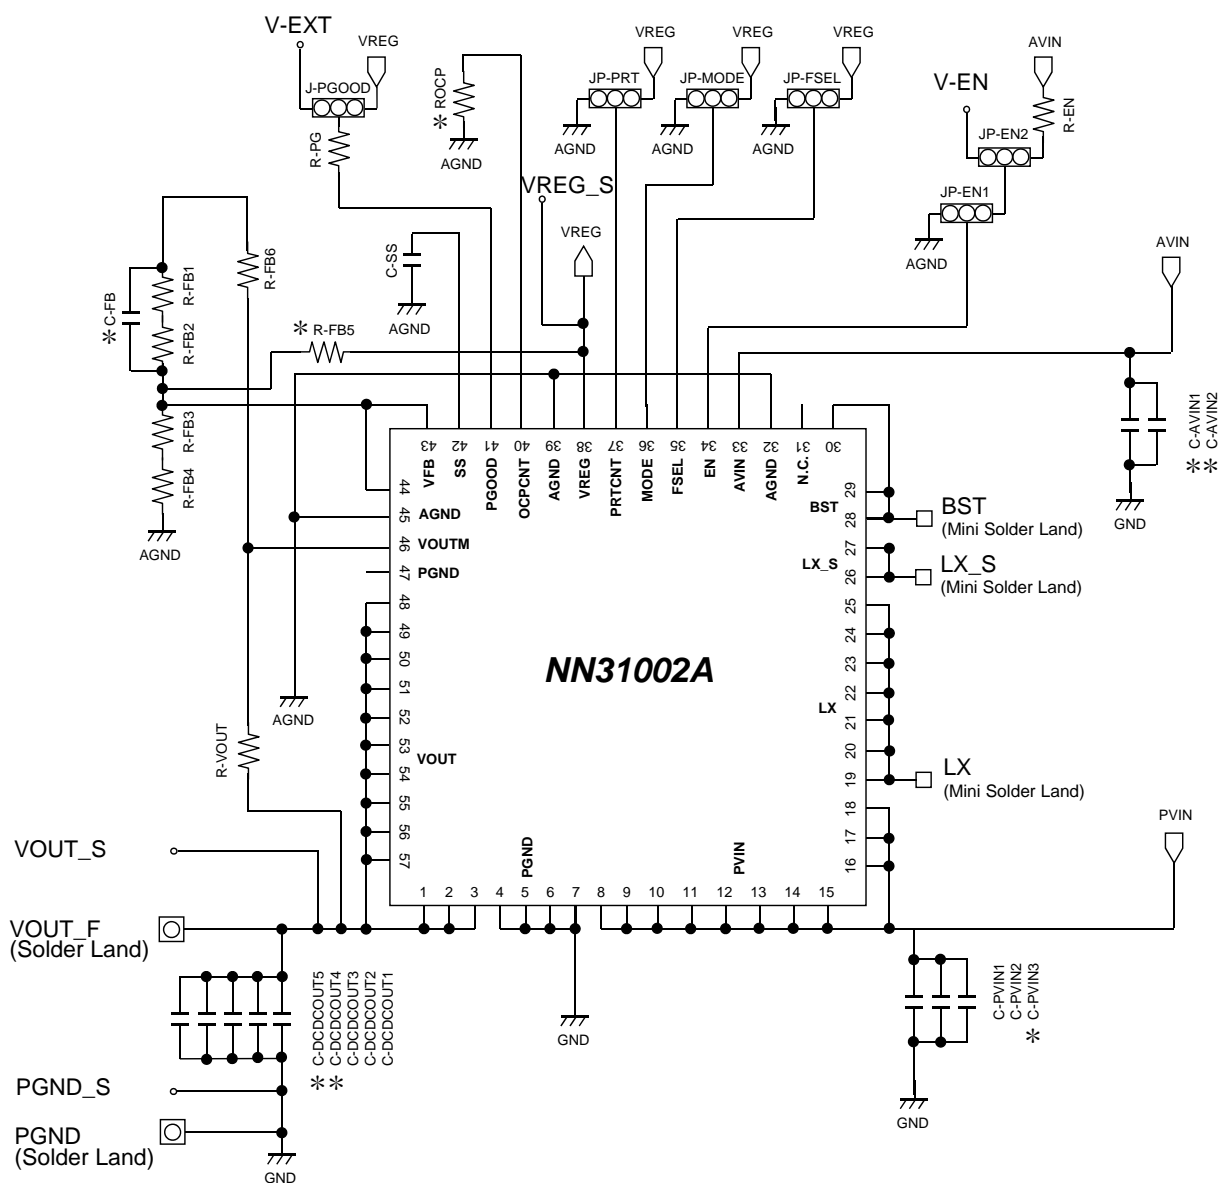 V-EXT
VREG
J-PGOOD
R-PG
* ROCP
AGND
VREG
JP-PRT
AGND
VREG
JP-MODE
AGND
VREG
JP-FSEL
AGND
AVIN
V-EN
R-EN
JP-EN2
JP-EN1
AGND
VREG_S
VREG
AVIN
C-SS
AGND
R-FB6
R-FB1
* C-FB
R-FB2
* R-FB5
R-FB3
R-FB4
AGND
* C-AVIN1
* C-AVIN2
GND
43 42 41 40 39 38 37 36 35 34 33 32 31 30
VFB SS PGOOD OCPCNT AGND VREG PRTCNT MODE FSEL EN AVIN AGND N.C.
44
45 AGND
46 VOUTM
47 PGND
48
49
50
51
52
53
VOUT
54
55
56
57
AGND
R-VOUT
NN31002A
29
BST
28
BST
(Mini Solder Land)
27
LX_S
26
LX_S
(Mini Solder Land)
25
24
23
22
LX
21
20
19
LX
(Mini Solder Land)
18
17
16
PVIN
PGND
PVIN
1 2 3 4 5 6 7 8 9 10 11 12 13 14 15
VOUT_S
VOUT_F
(Solder Land)
* C-DCDCOUT5
* C-DCDCOUT4
C-DCDCOUT3
C-DCDCOUT2
C-DCDCOUT1
GND
C-PVIN1
C-PVIN2
* C-PVIN3
GND
PGND_S
PGND
(Solder Land)
GND